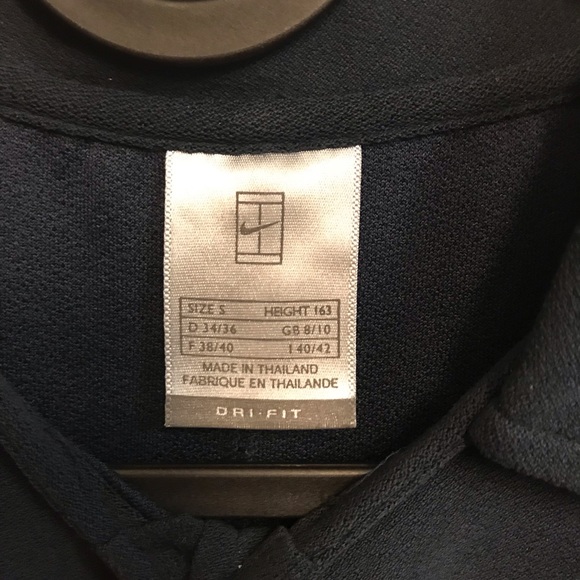 SIZE S HEIGHT 163
D 34/36 GB 8/10
F 38/40 I 40/42
MADE IN THAILAND
FABRIQUE EN THAILANDE
DRI-FIT